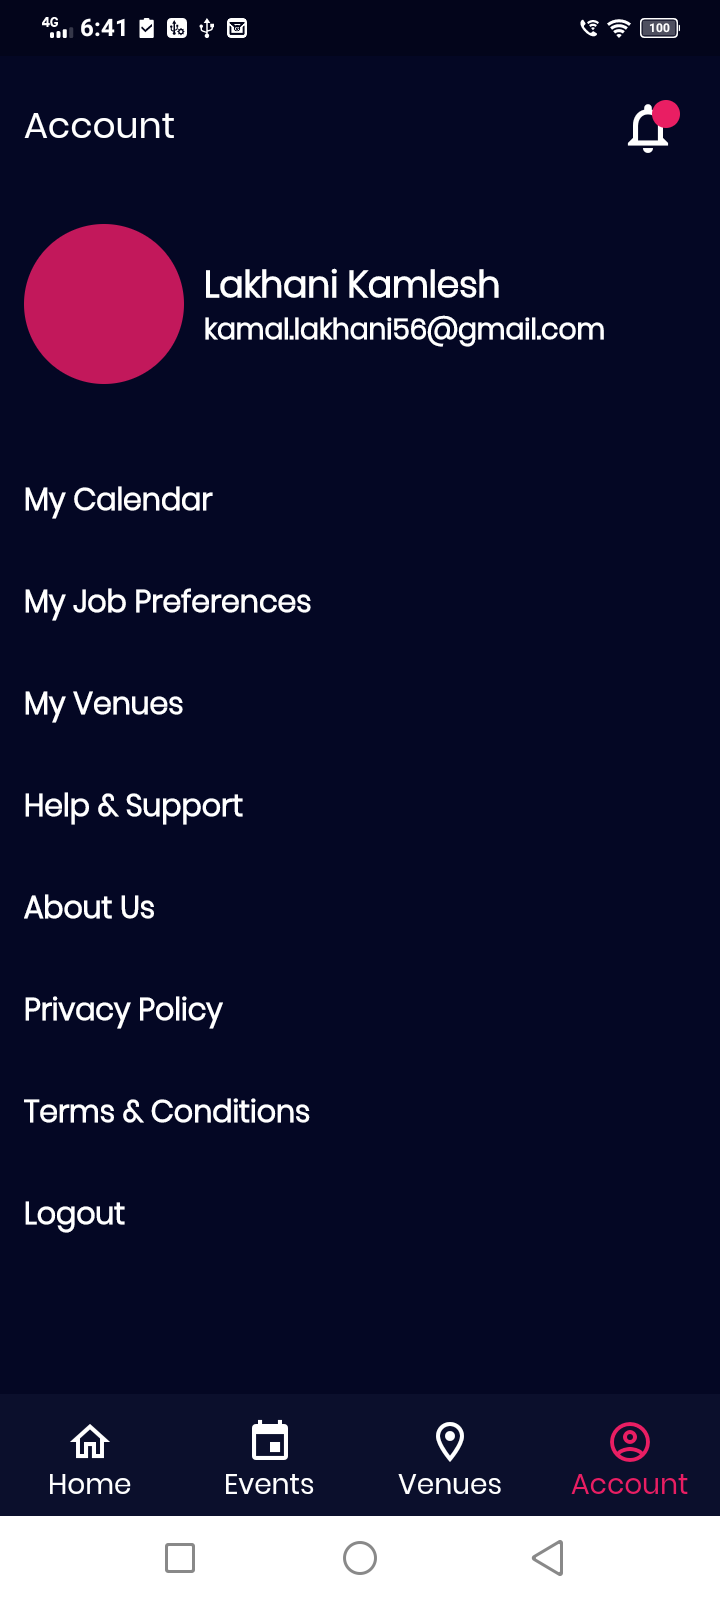 4G 6:41 100
Account
Lakhani Kamlesh
kamal.lakhani56@gmail.com
My Calendar
My Job Preferences
My Venues
Help & Support
About Us
Privacy Policy
Terms & Conditions
Logout
Home Events Venues Account